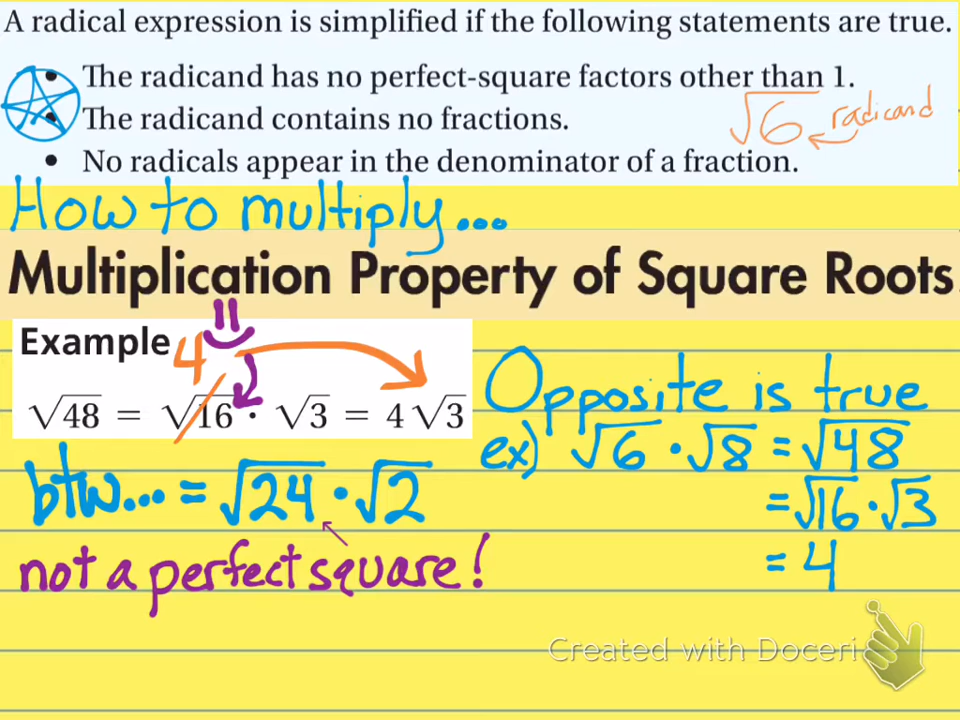 A radical expression is simplified if the following statements are true.
• The radicand has no perfect-square factors other than 1.
• The radicand contains no fractions.
√6 radicand
• No radicals appear in the denominator of a fraction.
How to multiply...
Multiplication Property of Square Roots
Example 4
√48 = √16 · √3 = 4√3
btw... = √24 · √2
not a perfect square!
Opposite is true
ex) √6 · √8 = √48
= √16 · √3
= 4
Created with Doceri